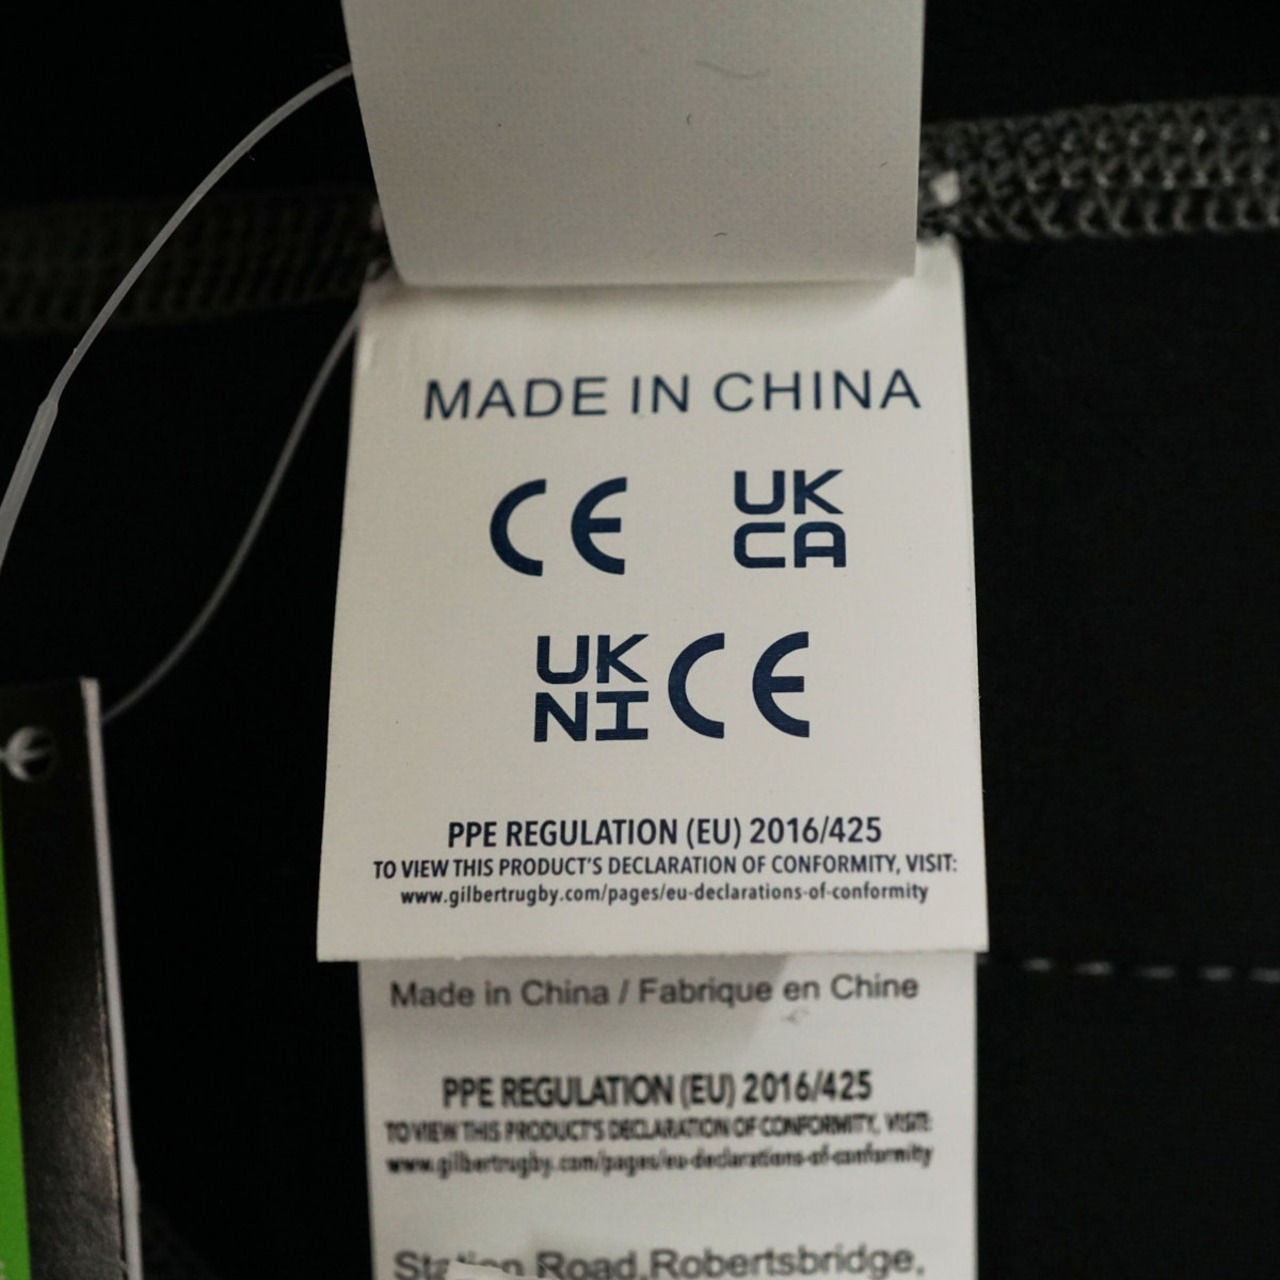 MADE IN CHINA
CE UK
CA
UK
NI CE
PPE REGULATION (EU) 2016/425
TO VIEW THIS PRODUCT'S DECLARATION OF CONFORMITY, VISIT:
www.gilbertrugby.com/pages/eu-declarations-of-conformity
Made in China / Fabrique en Chine
PPE REGULATION (EU) 2016/425
TO VIEW THIS PRODUCT'S DECLARATION OF CONFORMITY, VISIT:
www.gilbertrugby.com/pages/eu-declarations-of-conformity
Station Road,Robertsbridge,